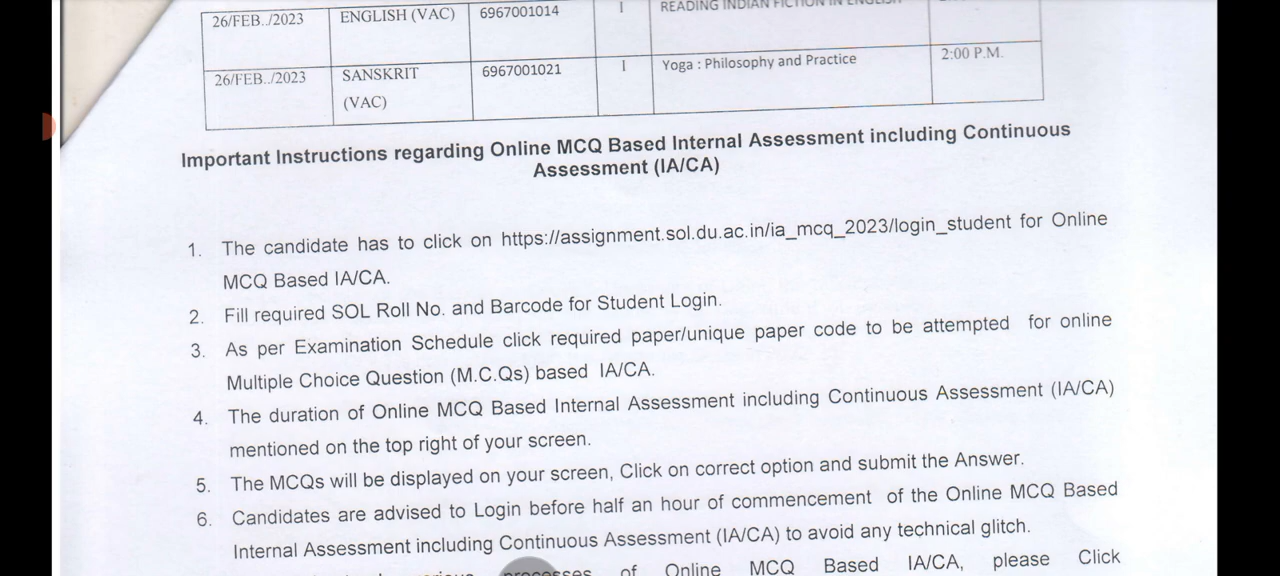 26/FEB../2023 ENGLISH (VAC) 6967001014 I READING INDIAN FICTION IN ENGLISH
26/FEB../2023 SANSKRIT 6967001021 I Yoga : Philosophy and Practice 2:00 P.M.
(VAC)
Important Instructions regarding Online MCQ Based Internal Assessment including Continuous
Assessment (IA/CA)
1. The candidate has to click on https://assignment.sol.du.ac.in/ia_mcq_2023/login_student for Online
MCQ Based IA/CA.
2. Fill required SOL Roll No. and Barcode for Student Login.
3. As per Examination Schedule click required paper/unique paper code to be attempted for online
Multiple Choice Question (M.C.Qs) based IA/CA.
4. The duration of Online MCQ Based Internal Assessment including Continuous Assessment (IA/CA)
mentioned on the top right of your screen.
5. The MCQs will be displayed on your screen, Click on correct option and submit the Answer.
6. Candidates are advised to Login before half an hour of commencement of the Online MCQ Based
Internal Assessment including Continuous Assessment (IA/CA) to avoid any technical glitch.
processes of Online MCQ Based IA/CA, please Click